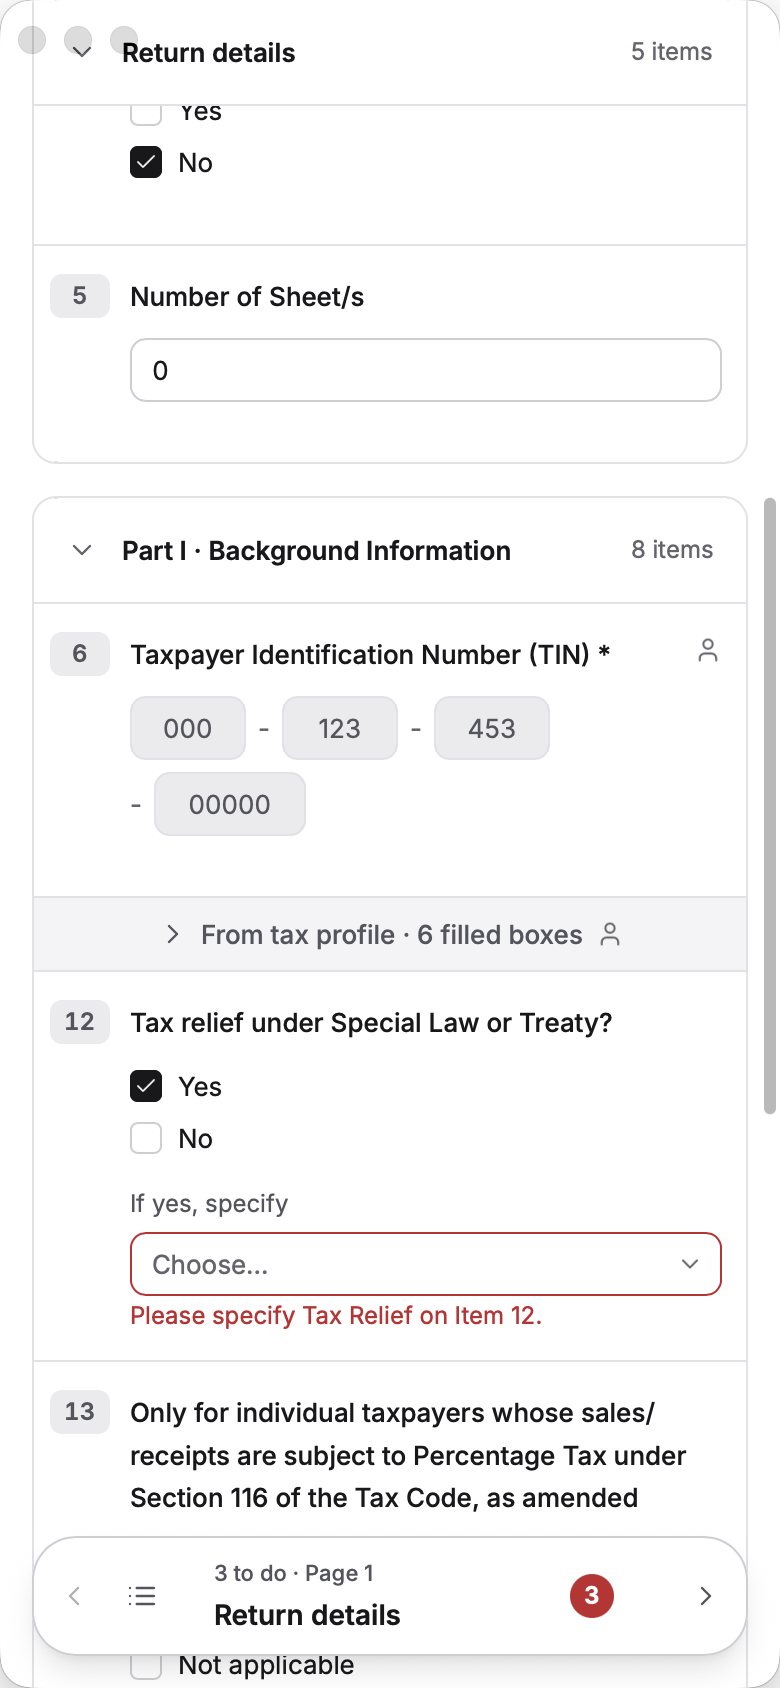 Return details
5 items
Yes
No
5
Number of Sheet/s
0
Part I · Background Information
8 items
6
Taxpayer Identification Number (TIN) *
000 - 123 - 453
- 00000
From tax profile · 6 filled boxes
12
Tax relief under Special Law or Treaty?
Yes
No
If yes, specify
Choose...
Please specify Tax Relief on Item 12.
13
Only for individual taxpayers whose sales/
receipts are subject to Percentage Tax under
Section 116 of the Tax Code, as amended
3 to do · Page 1
Return details
3
Not applicable